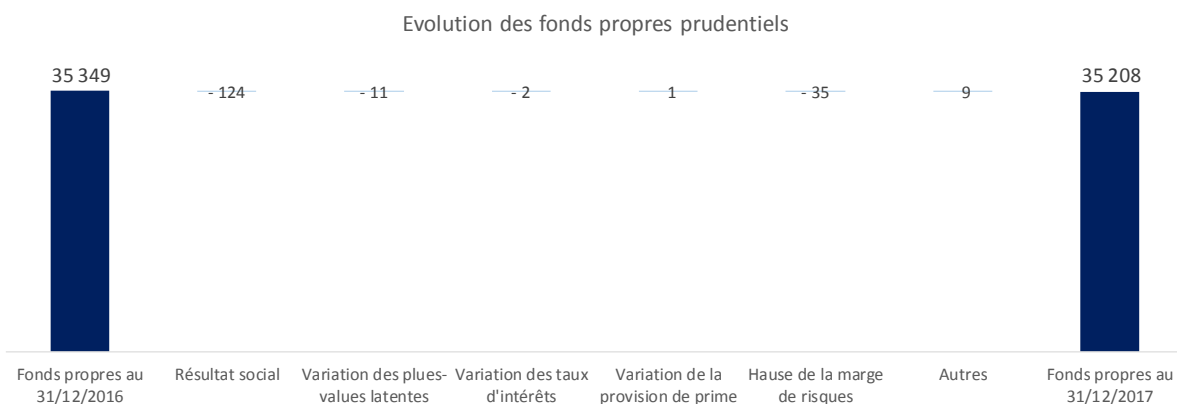 Evolution des fonds propres prudentiels
35 349
- 124
- 11
- 2
1
- 35
9
35 208
Fonds propres au
31/12/2016
Résultat social
Variation des plues-
values latentes
Variation des taux
d'intérêts
Variation de la
provision de prime
Hause de la marge
de risques
Autres
Fonds propres au
31/12/2017